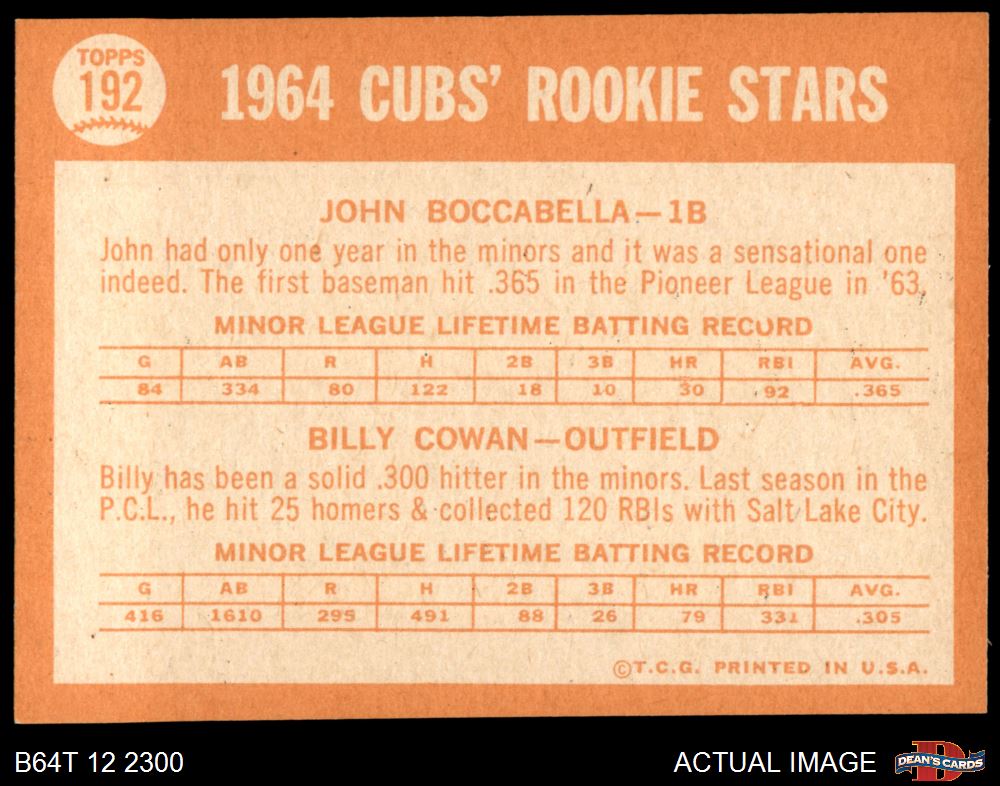 TOPPS
192
1964 CUBS' ROOKIE STARS
JOHN BOCCABELLA—1B
John had only one year in the minors and it was a sensational one
indeed. The first baseman hit .365 in the Pioneer League in '63.
MINOR LEAGUE LIFETIME BATTING RECORD
G AB R H 2B 3B HR RBI AVG.
84 334 80 122 18 10 30 92 .365
BILLY COWAN—OUTFIELD
Billy has been a solid .300 hitter in the minors. Last season in the
P.C.L., he hit 25 homers & collected 120 RBIs with Salt Lake City.
MINOR LEAGUE LIFETIME BATTING RECORD
G AB R H 2B 3B HR RBI AVG.
416 1610 295 491 88 26 79 331 .305
©T.C.G. PRINTED IN U.S.A.
B64T 12 2300
ACTUAL IMAGE
D
DEAN'S CARDS